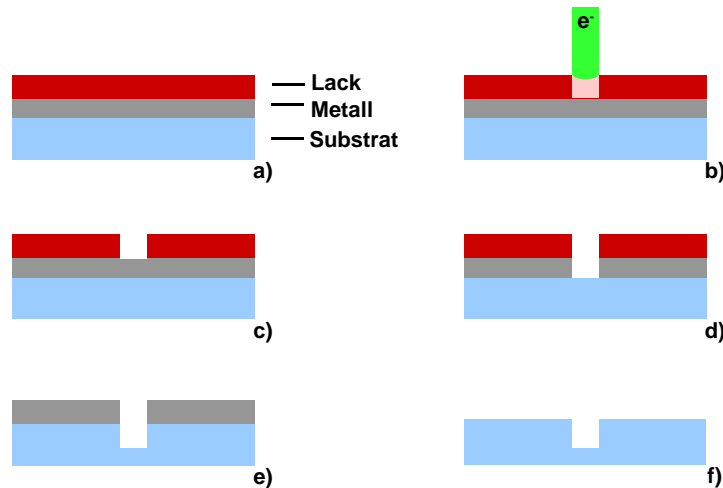 e-
Lack
Metall
Substrat
a)
b)
c)
d)
e)
f)